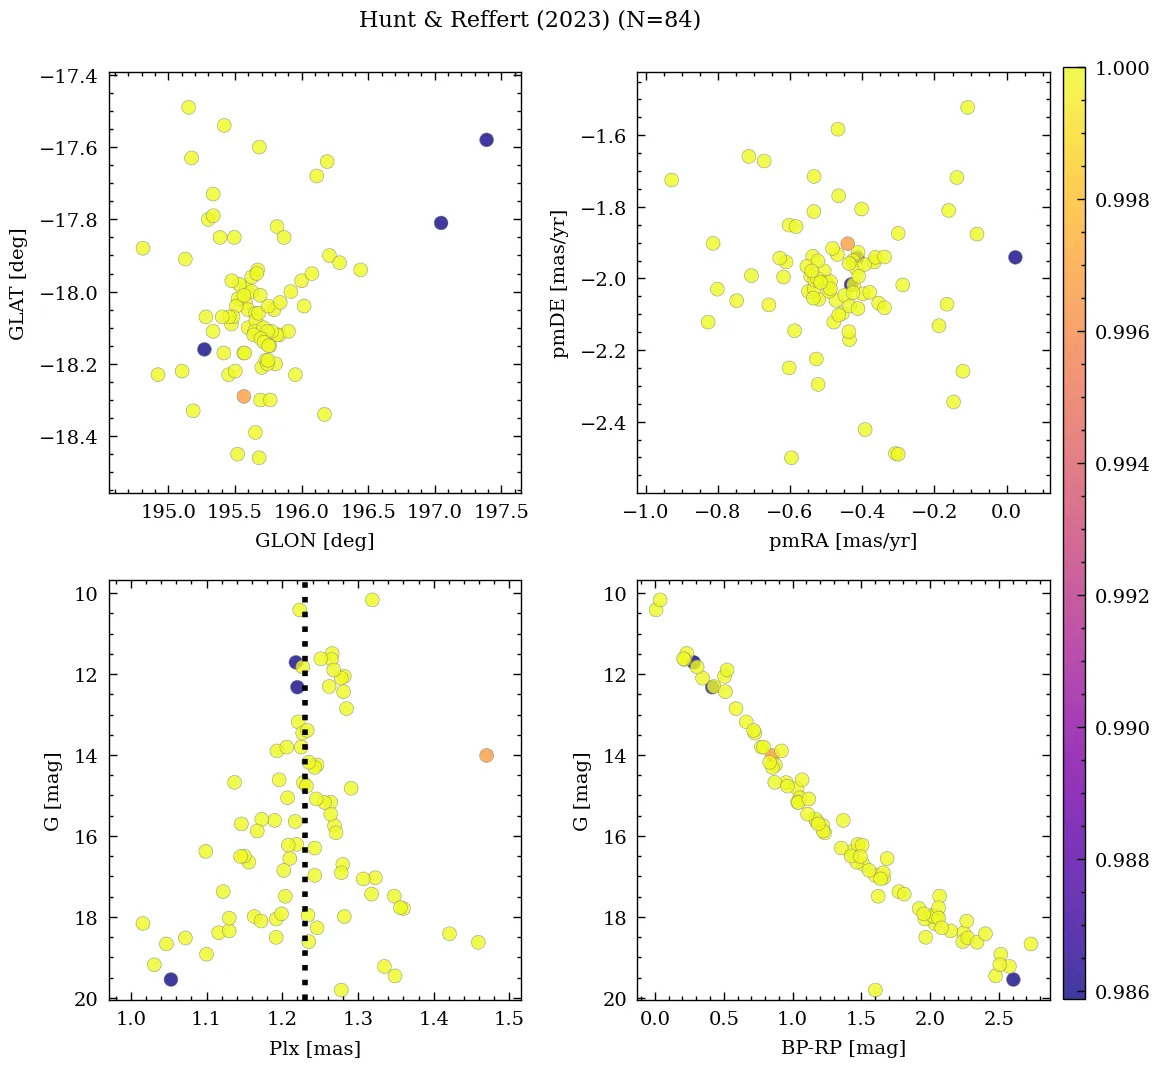 Hunt & Reffert (2023) (N=84)
−17.4
−17.6
−17.8
−18.0
−18.2
−18.4
GLAT [deg]
195.0 195.5 196.0 196.5 197.0 197.5
GLON [deg]
−1.6
−1.8
−2.0
−2.2
−2.4
pmDE [mas/yr]
−1.0 −0.8 −0.6 −0.4 −0.2 0.0
pmRA [mas/yr]
10
12
14
16
18
20
G [mag]
1.0 1.1 1.2 1.3 1.4 1.5
Plx [mas]
10
12
14
16
18
20
G [mag]
0.0 0.5 1.0 1.5 2.0 2.5
BP-RP [mag]
1.000
0.998
0.996
0.994
0.992
0.990
0.988
0.986